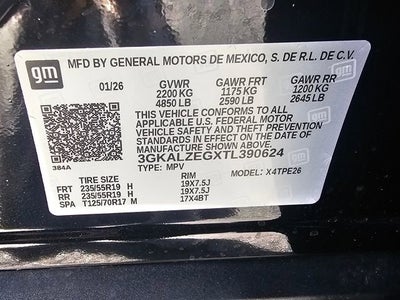 gm
MFD BY GENERAL MOTORS DE MEXICO, S. DE R.L. DE C.V.
01/26 GVWR GAWR FRT GAWR RR
2200 KG 1175 KG 1200 KG
4850 LB 2590 LB 2645 LB
THIS VEHICLE CONFORMS TO ALL
APPLICABLE U.S. FEDERAL MOTOR
VEHICLE SAFETY AND THEFT PREVENTION
STANDARDS IN EFFECT ON THE DATE OF
MANUFACTURE SHOWN ABOVE.
3GKALZEGXTL390624
3B4A TYPE: MPV MODEL: X4TPE26
TIRE SIZE RIM
FRT 235/55R19 H 19X7.5J
RR 235/55R19 H 19X7.5J
SPA T125/70R17 M 17X4BT
gm